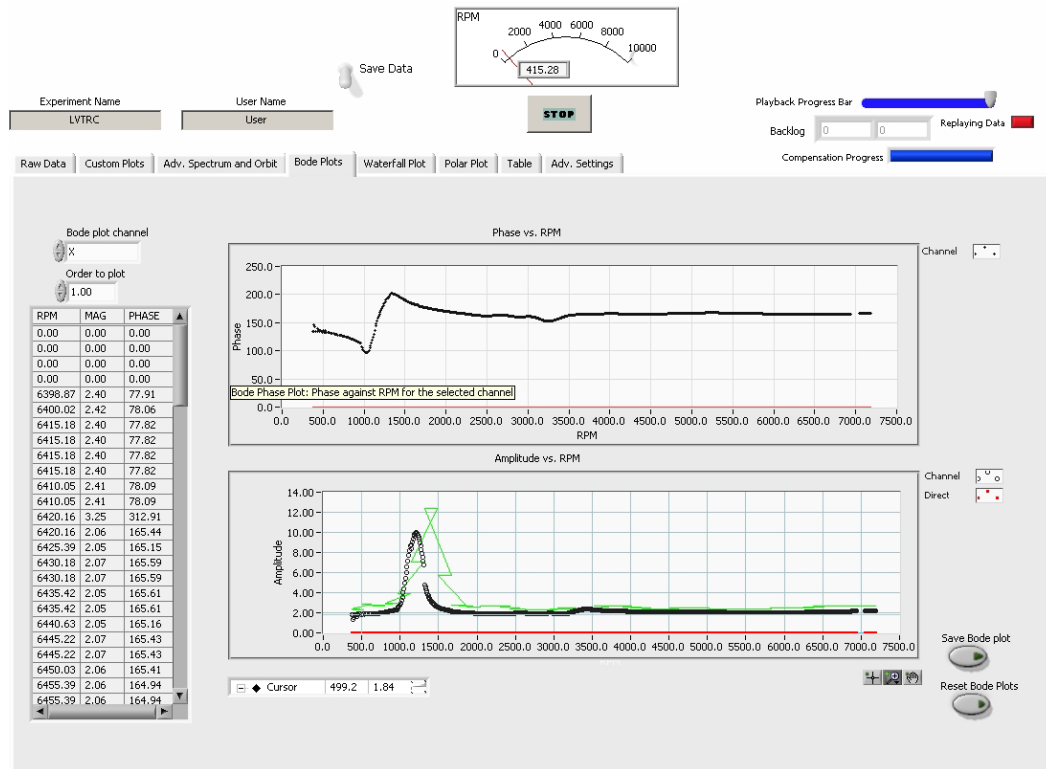 RPM
0 2000 4000 6000 8000 10000
415.28
Save Data
Experiment Name
LVTRC
User Name
User
STOP
Playback Progress Bar
Backlog 0 0
Replaying Data
Compensation Progress
Raw Data Custom Plots Adv. Spectrum and Orbit Bode Plots Waterfall Plot Polar Plot Table Adv. Settings
Bode plot channel
X
Order to plot
1.00
RPM MAG PHASE
0.00 0.00 0.00
0.00 0.00 0.00
0.00 0.00 0.00
0.00 0.00 0.00
6398.87 2.40 77.91
6400.02 2.42 78.06
6415.18 2.40 77.82
6415.18 2.40 77.82
6415.18 2.40 77.82
6415.18 2.40 77.82
6410.05 2.41 78.09
6410.05 2.41 78.09
6420.16 3.25 312.91
6420.16 2.06 165.44
6425.39 2.05 165.15
6430.18 2.07 165.59
6430.18 2.07 165.59
6435.42 2.05 165.61
6435.42 2.05 165.61
6440.63 2.05 165.16
6445.22 2.07 165.43
6445.22 2.07 165.43
6450.03 2.06 165.41
6455.39 2.06 164.94
6455.39 2.06 164.94
Phase vs. RPM
Channel
Phase
250.0
200.0
150.0
100.0
50.0
0.0
Bode Phase Plot: Phase against RPM for the selected channel
0.0 500.0 1000.0 1500.0 2000.0 2500.0 3000.0 3500.0 4000.0 4500.0 5000.0 5500.0 6000.0 6500.0 7000.0 7500.0
RPM
Amplitude vs. RPM
Channel
Direct
Amplitude
14.00
12.00
10.00
8.00
6.00
4.00
2.00
0.00
0.0 500.0 1000.0 1500.0 2000.0 2500.0 3000.0 3500.0 4000.0 4500.0 5000.0 5500.0 6000.0 6500.0 7000.0 7500.0
Cursor 499.2 1.84
Save Bode plot
Reset Bode Plots